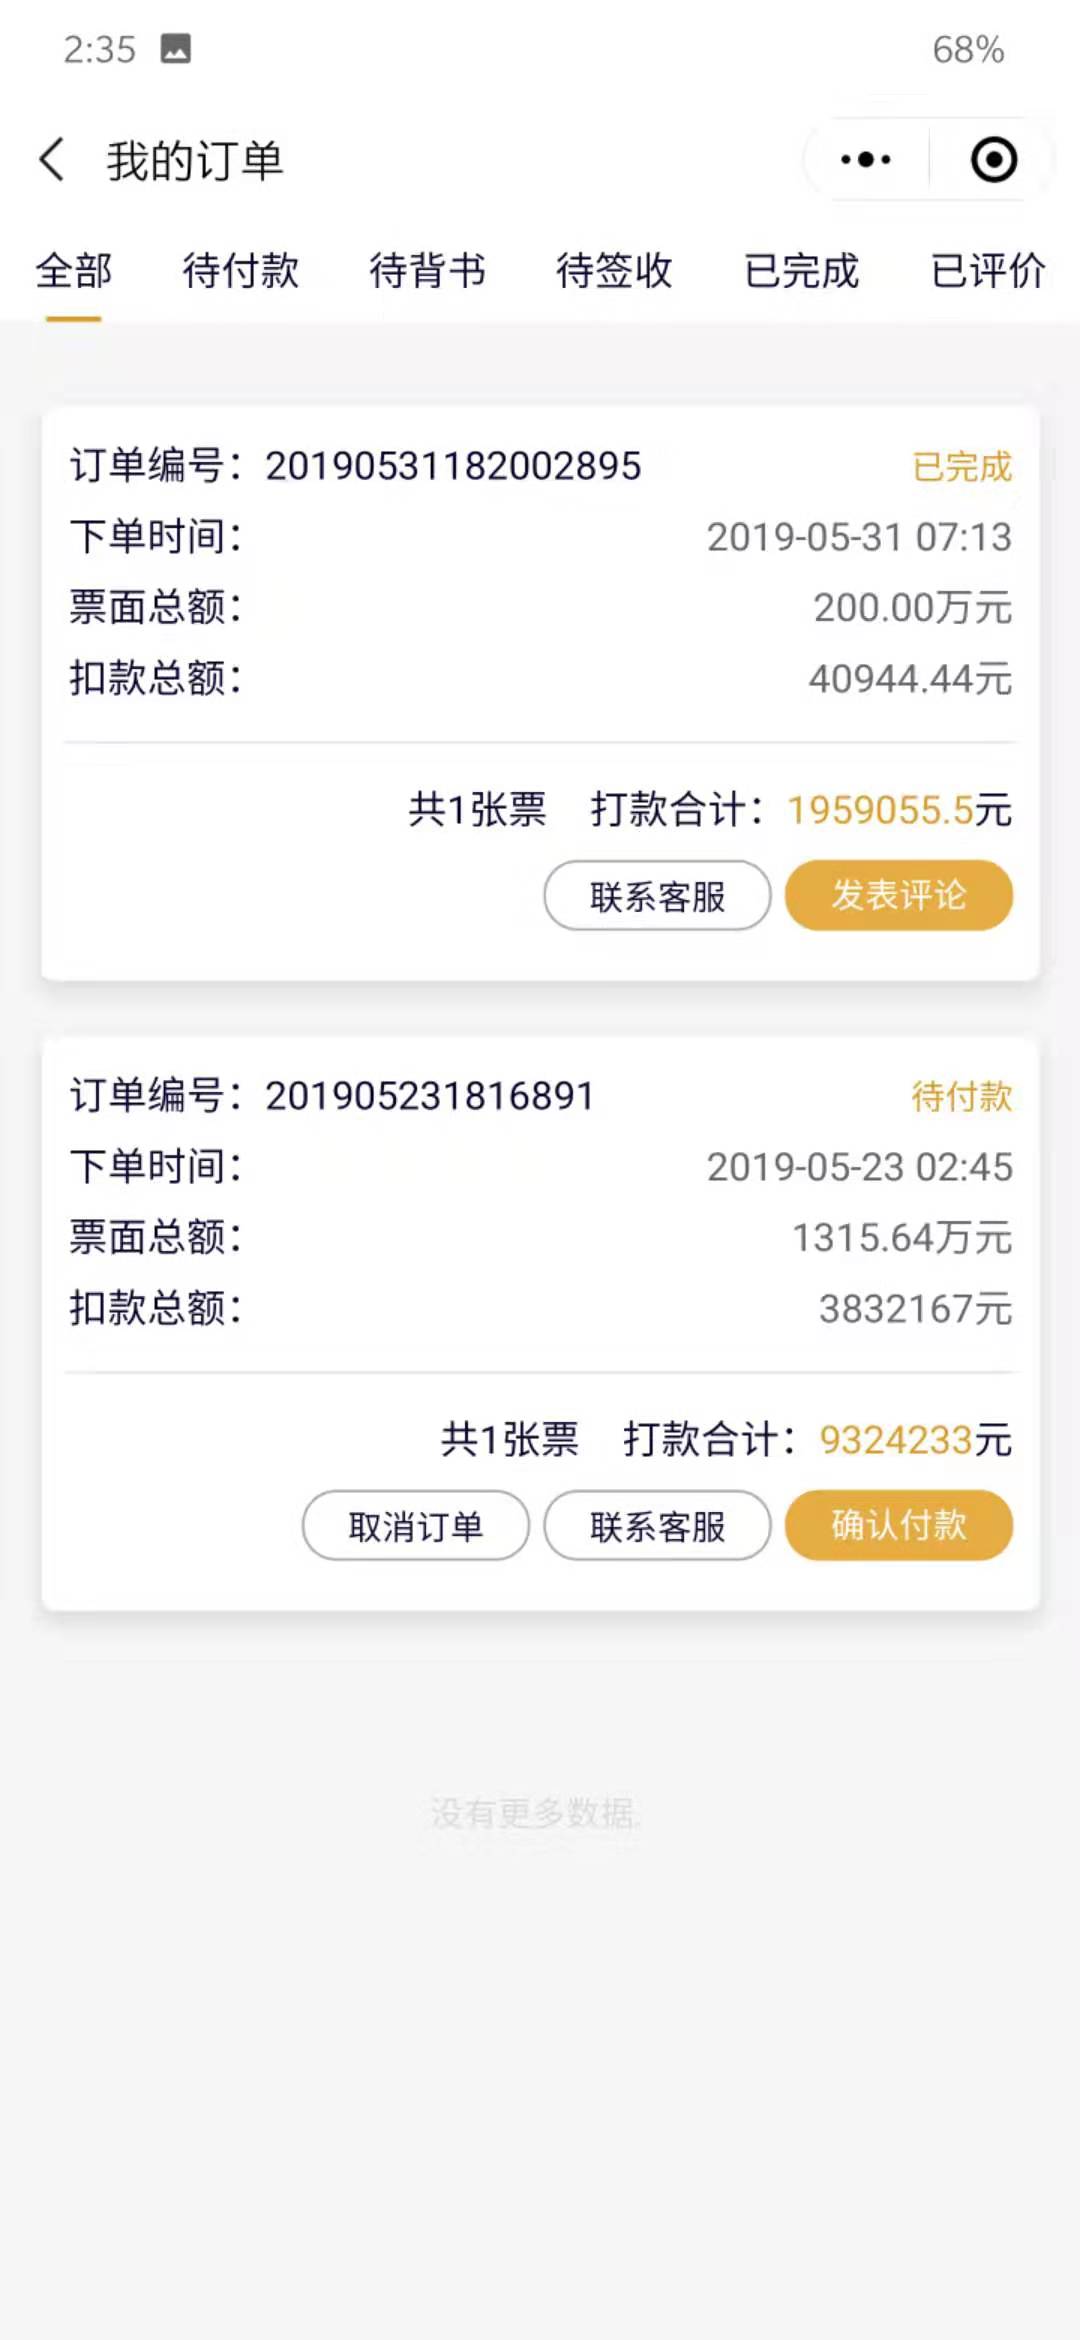 2:35 68%
我的订单
全部 待付款 待背书 待签收 已完成 已评价
订单编号：20190531182002895 已完成
下单时间： 2019-05-31 07:13
票面总额： 200.00万元
扣款总额： 40944.44元
共1张票 打款合计：1959055.5元
联系客服 发表评论
订单编号：201905231816891 待付款
下单时间： 2019-05-23 02:45
票面总额： 1315.64万元
扣款总额： 3832167元
共1张票 打款合计：9324233元
取消订单 联系客服 确认付款
没有更多数据.